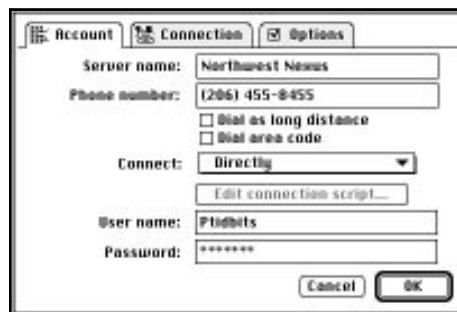 Account Connection Options
Server name: Northwest Nexus
Phone number: (206) 455-8455
Dial as long distance
Dial area code
Connect: Directly
Edit connection script...
User name: Ptidbits
Password: *******
Cancel OK